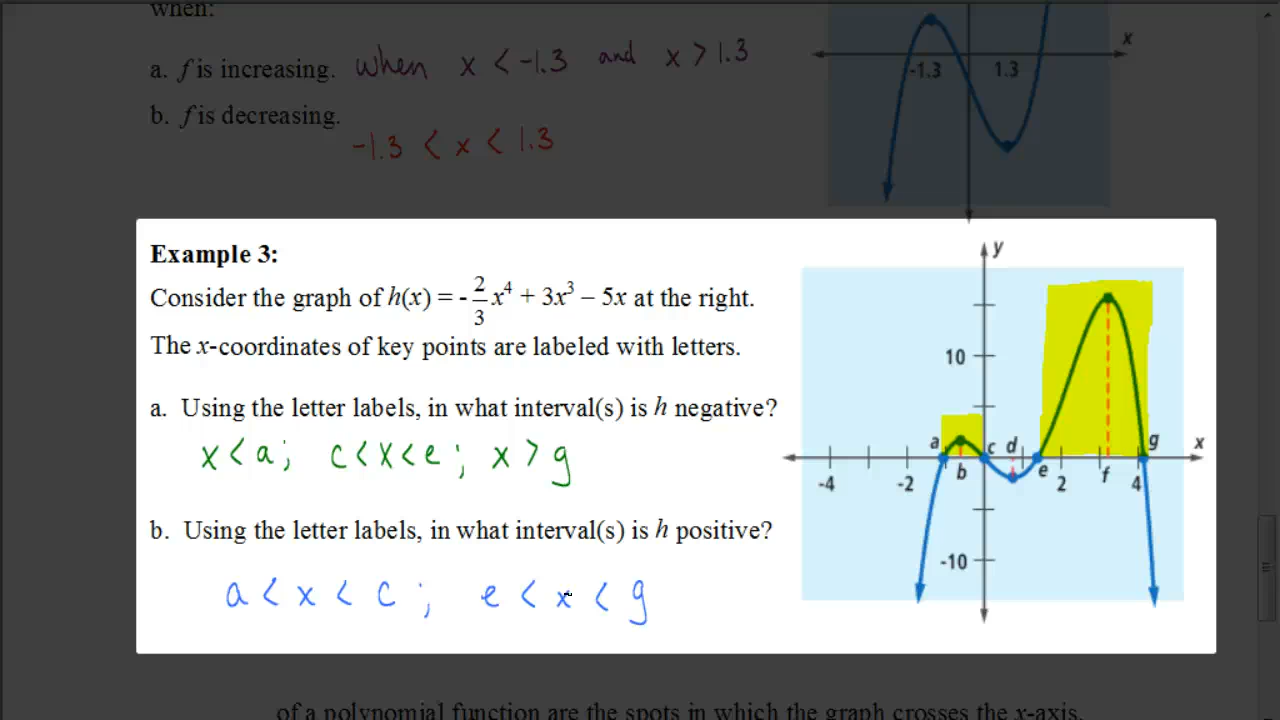 when:
a. f is increasing. when x < -1.3 and x > 1.3
b. f is decreasing.
-1.3 < x < 1.3
x
-1.3 1.3
Example 3:
Consider the graph of h(x) = -2/3x⁴ + 3x³ – 5x at the right.
The x-coordinates of key points are labeled with letters.
a. Using the letter labels, in what interval(s) is h negative?
x < a; c < x < e; x > g
b. Using the letter labels, in what interval(s) is h positive?
a < x < c; e < x < g
y
10
a c d g x
-4 -2 b e 2 f 4
-10
of a polynomial function are the spots in which the graph crosses the x-axis.